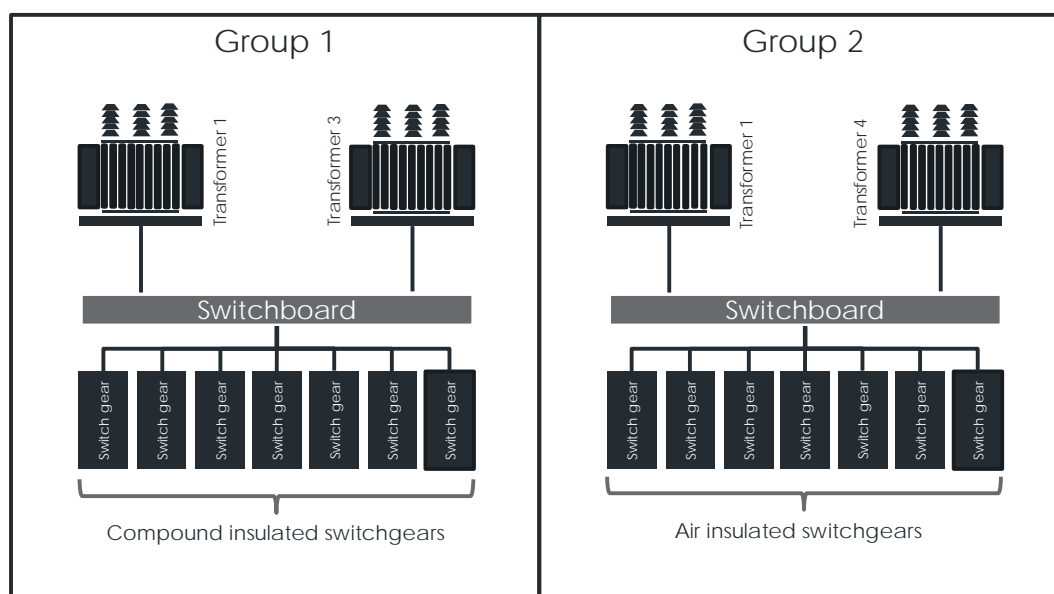 Group 1
Group 2
Transformer 1
Transformer 3
Transformer 1
Transformer 4
Switchboard
Switchboard
Switch gear
Switch gear
Switch gear
Switch gear
Switch gear
Switch gear
Switch gear
Switch gear
Switch gear
Switch gear
Switch gear
Switch gear
Switch gear
Switch gear
Compound insulated switchgears
Air insulated switchgears